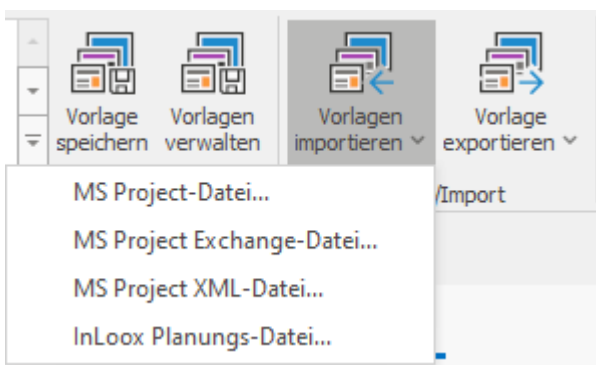 Vorlage
speichern
Vorlagen
verwalten
Vorlagen
importieren
Vorlage
exportieren
/Import
MS Project-Datei...
MS Project Exchange-Datei...
MS Project XML-Datei...
InLoox Planungs-Datei...